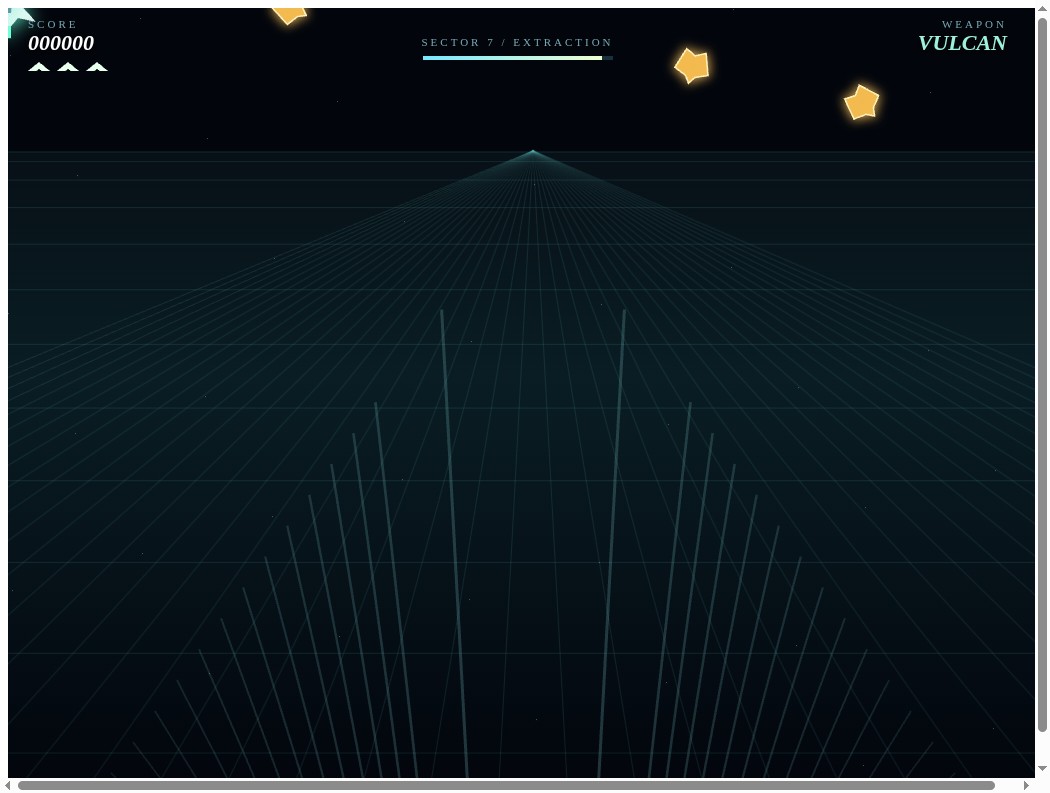 SCORE
000000
SECTOR 7 / EXTRACTION
WEAPON
VULCAN